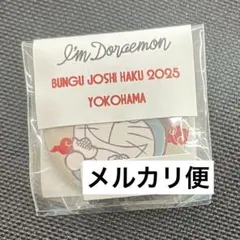 I'm Doraemon
BUNGU JOSHI HAKU 2025
YOKOHAMA
メルカリ便